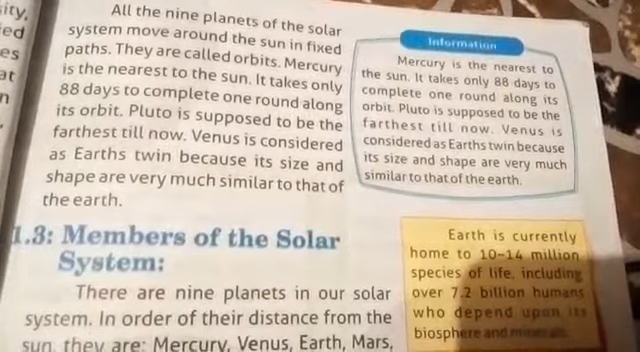 sity,
ied
es
at
n
,
All the nine planets of the solar
system move around the sun in fixed
paths. They are called orbits. Mercury
is the nearest to the sun. It takes only
88 days to complete one round along
its orbit. Pluto is supposed to be the
farthest till now. Venus is considered
as Earths twin because its size and
shape are very much similar to that of
the earth.
Information
Mercury is the nearest to
the sun. It takes only 88 days to
complete one round along its
orbit. Pluto is supposed to be the
farthest till now. Venus is
considered as Earths twin because
its size and shape are very much
similar to that of the earth.
1.3: Members of the Solar
System:
There are nine planets in our solar
system. In order of their distance from the
sun, they are: Mercury, Venus, Earth, Mars,
Earth is currently
home to 10–14 million
species of life, including
over 7.2 billion humans
who depend upon its
biosphere and minerals.